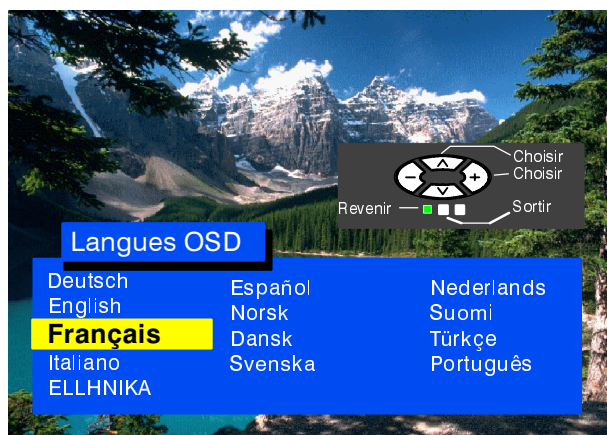 Choisir
Choisir
Revenir
Sortir
Langues OSD
Deutsch
English
Français
Italiano
ELLHNIKA
Español
Norsk
Dansk
Svenska
Nederlands
Suomi
Türkçe
Português